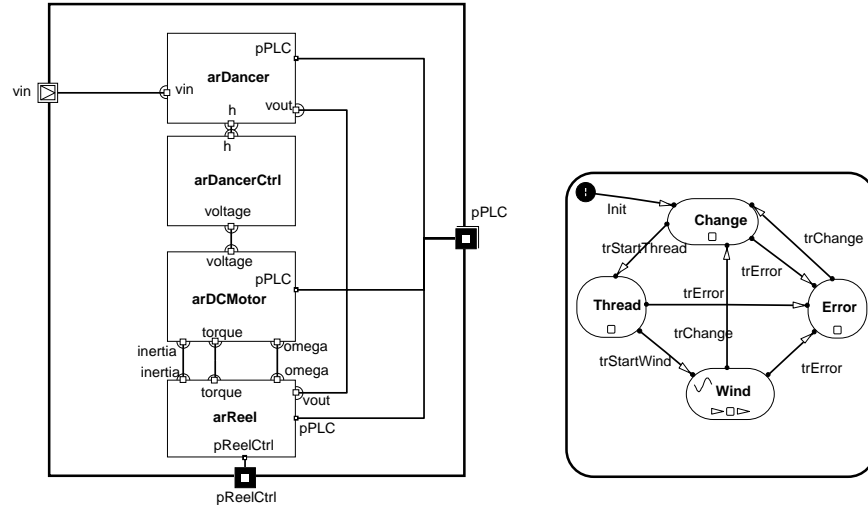 pPLC
arDancer
vin
vin
vout
h
h
arDancerCtrl
voltage
pPLC
voltage
pPLC
arDCMotor
torque
inertia
omega
inertia
omega
torque
vout
arReel
pPLC
pReelCtrl
pReelCtrl
Init
Change
trStartThread
trChange
trError
Thread
trError
Error
trChange
trStartWind
trError
Wind